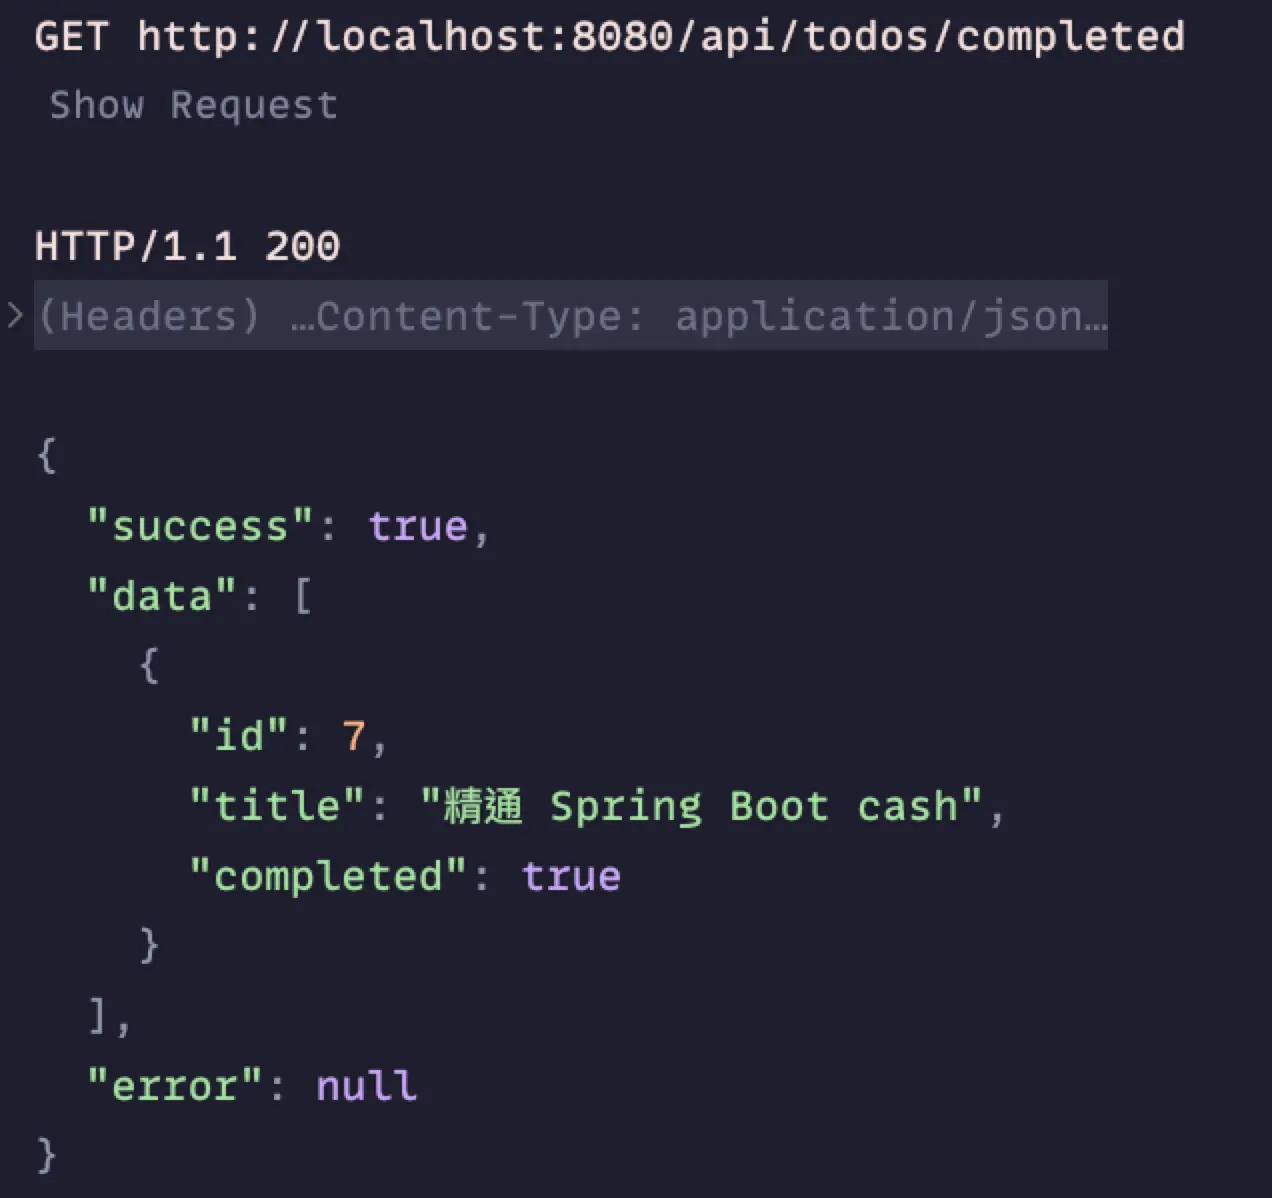 GET http://localhost:8080/api/todos/completed
Show Request
HTTP/1.1 200
(Headers) …Content-Type: application/json…
{
"success": true,
"data": [
{
"id": 7,
"title": "精通 Spring Boot cash",
"completed": true
}
],
"error": null
}